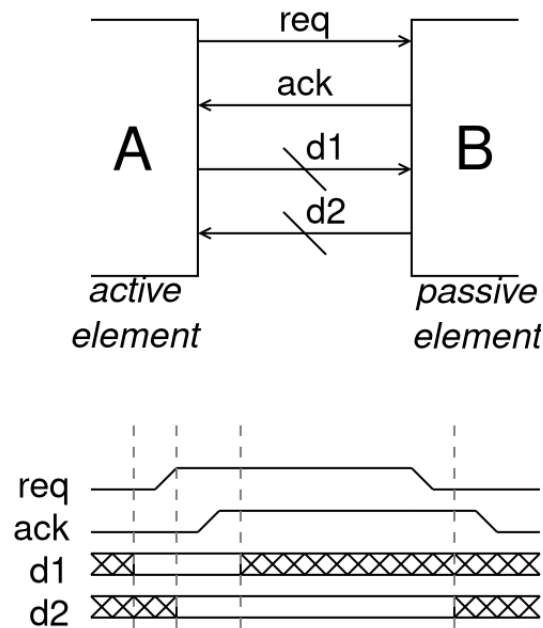 req
ack
A
d1
B
d2
active
element
passive
element
req
ack
d1
d2